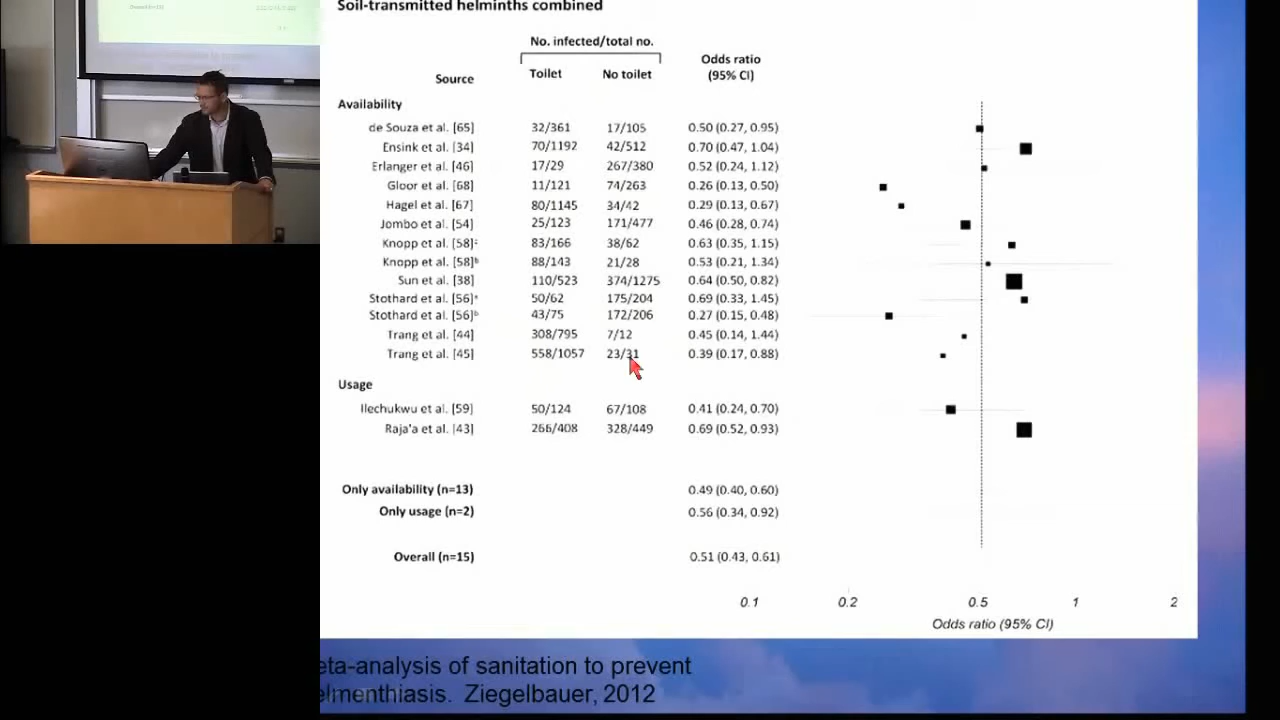 Soil-transmitted helminths combined
No. infected/total no.
Source Toilet No toilet Odds ratio (95% CI)
Availability
de Souza et al. [65] 32/361 17/105 0.50 (0.27, 0.95)
Ensink et al. [34] 70/1192 42/512 0.70 (0.47, 1.04)
Erlanger et al. [46] 17/29 267/380 0.52 (0.24, 1.12)
Gloor et al. [68] 11/121 74/263 0.26 (0.13, 0.50)
Hagel et al. [67] 80/1145 34/42 0.29 (0.13, 0.67)
Jombo et al. [54] 25/123 171/477 0.46 (0.28, 0.74)
Knopp et al. [58] 83/166 38/62 0.63 (0.35, 1.15)
Knopp et al. [58]ᵇ 88/143 21/28 0.53 (0.21, 1.34)
Sun et al. [38] 110/523 374/1275 0.64 (0.50, 0.82)
Stothard et al. [56]ᵃ 50/62 175/204 0.69 (0.33, 1.45)
Stothard et al. [56]ᵇ 43/75 172/206 0.27 (0.15, 0.48)
Trang et al. [44] 308/795 7/12 0.45 (0.14, 1.44)
Trang et al. [45] 558/1057 23/31 0.39 (0.17, 0.88)
Usage
Ilechukwu et al. [59] 50/124 67/108 0.41 (0.24, 0.70)
Raja'a et al. [43] 266/408 328/449 0.69 (0.52, 0.93)
Only availability (n=13) 0.49 (0.40, 0.60)
Only usage (n=2) 0.56 (0.34, 0.92)
Overall (n=15) 0.51 (0.43, 0.61)
0.1 0.2 0.5 1 2
Odds ratio (95% CI)
eta-analysis of sanitation to prevent
elmenthiasis. Ziegelbauer, 2012